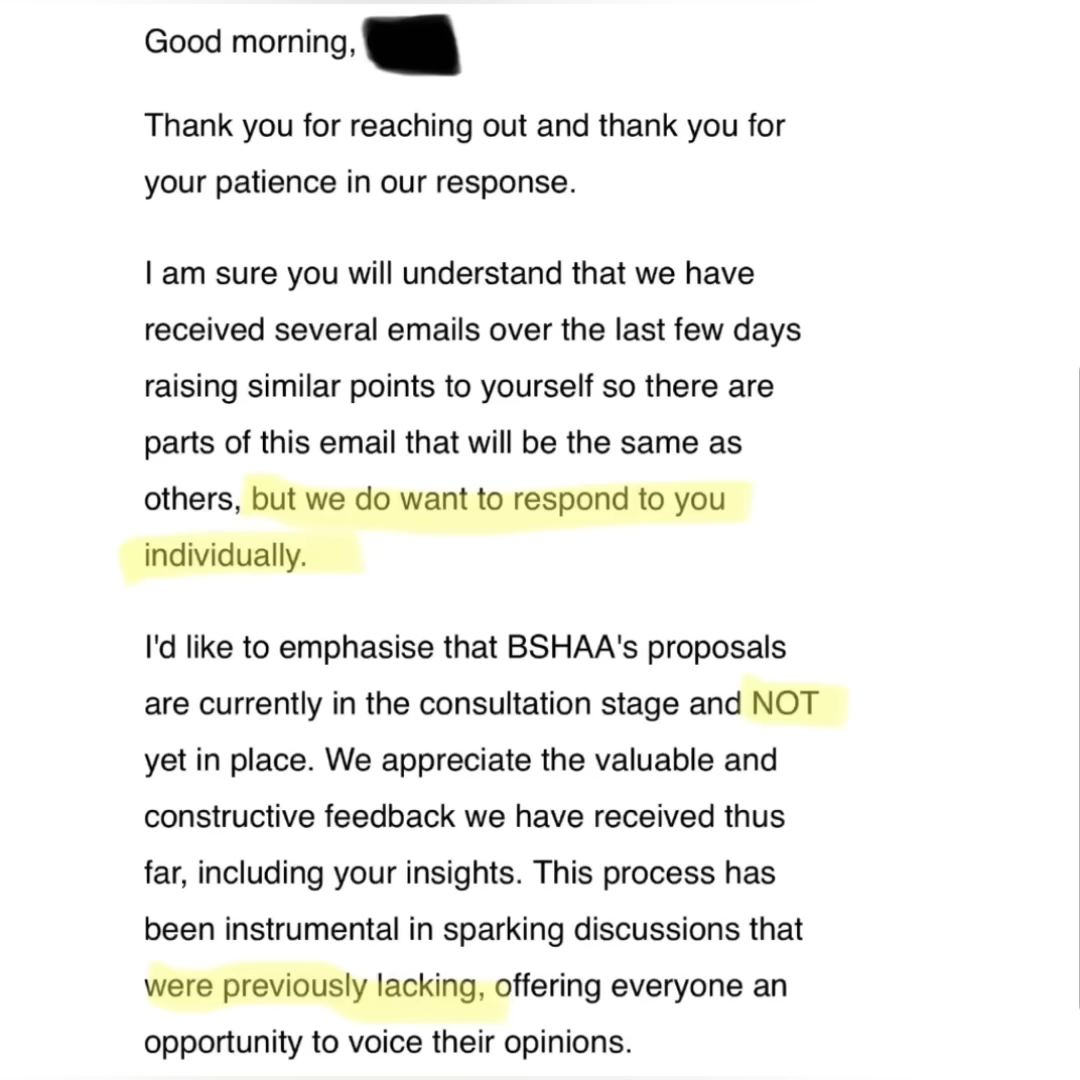 Good morning,
Thank you for reaching out and thank you for
your patience in our response.
I am sure you will understand that we have
received several emails over the last few days
raising similar points to yourself so there are
parts of this email that will be the same as
others, but we do want to respond to you
individually.
I'd like to emphasise that BSHAA's proposals
are currently in the consultation stage and NOT
yet in place. We appreciate the valuable and
constructive feedback we have received thus
far, including your insights. This process has
been instrumental in sparking discussions that
were previously lacking, offering everyone an
opportunity to voice their opinions.